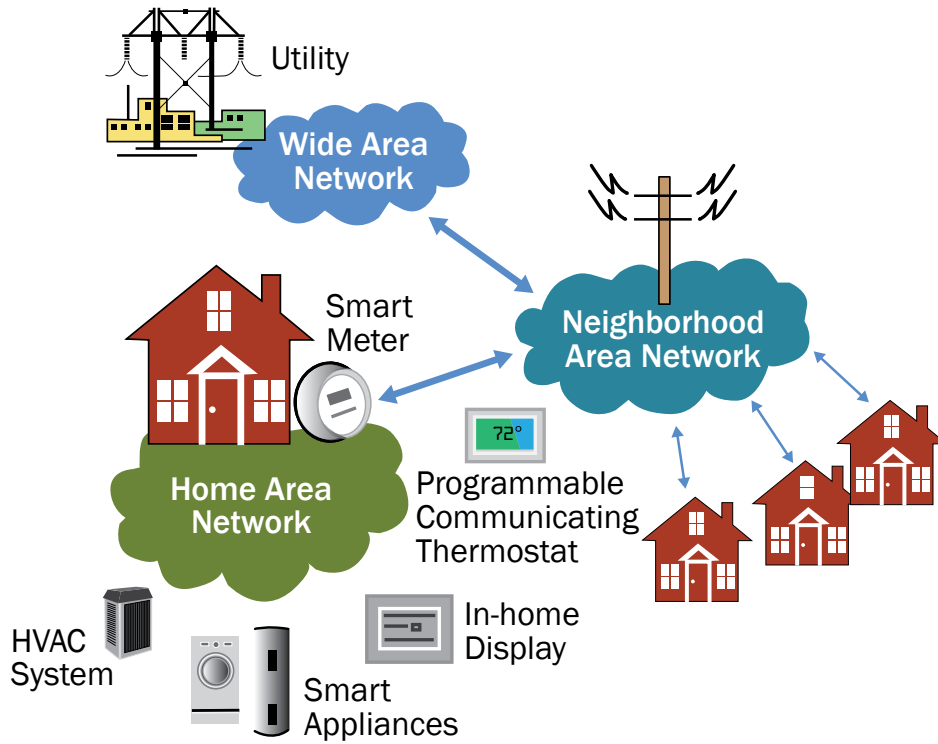 Utility
Wide Area
Network
Smart
Meter
Neighborhood
Area Network
72°
Programmable
Communicating
Thermostat
Home Area
Network
In-home
Display
HVAC
System
Smart
Appliances